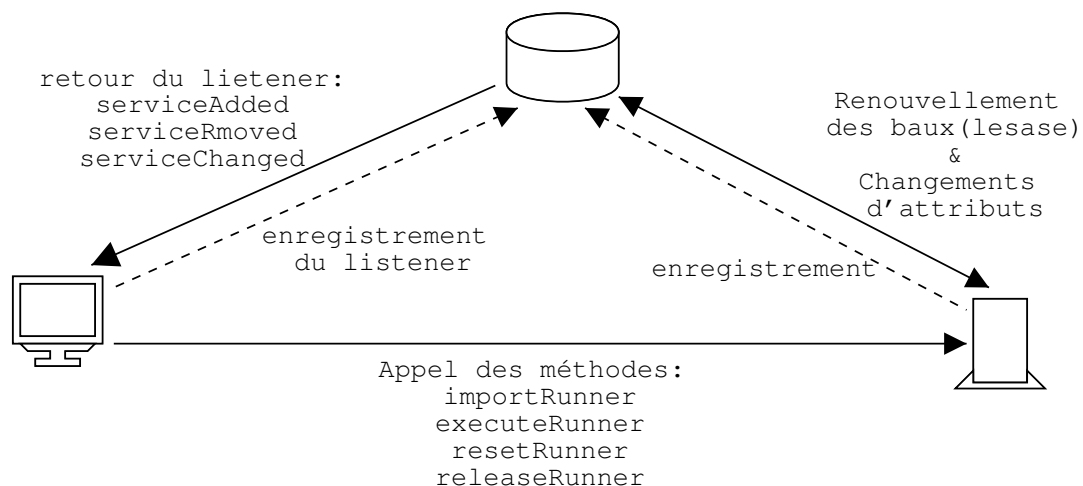 retour du lietener:
serviceAdded
serviceRmoved
serviceChanged
Renouvellement
des baux(lesase)
&
Changements
d'attributs
enregistrement
du listener
enregistrement
Appel des méthodes:
importRunner
executeRunner
resetRunner
releaseRunner